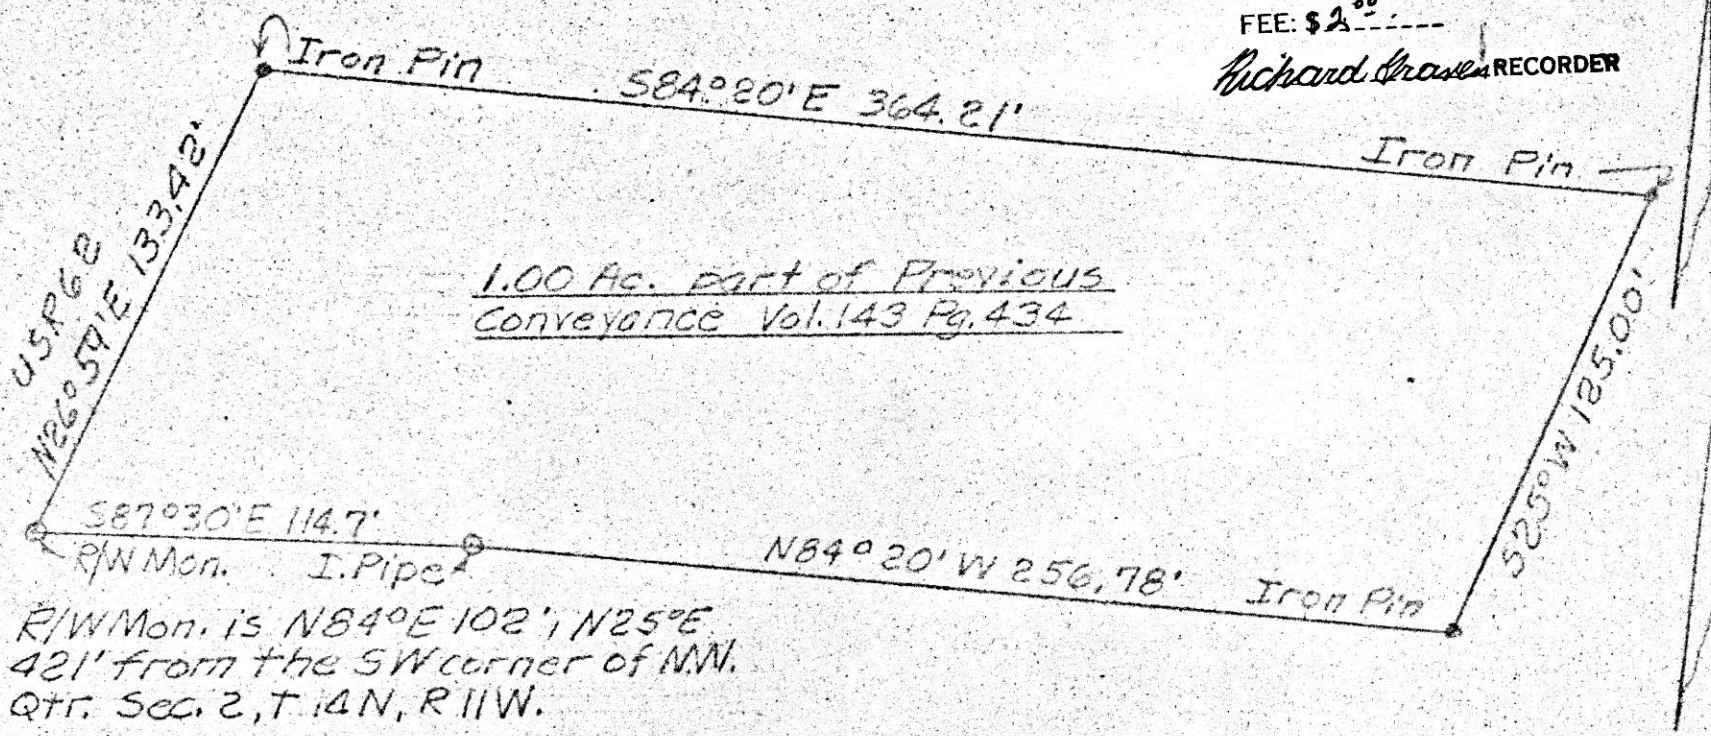 FEE: $2.00
Richard Graves RECORDER
Iron Pin
S84°20'E 364.21'
Iron Pin
USR62
N26°59'E 133.42'
1.00 Ac. part of Previous
Conveyance Vol. 143 Pg. 434
S25°W 125.00'
S87°30'E 114.7'
R/W Mon. I.Pipe
N84°20'W 256.78' Iron Pin
R/W Mon. is N84°E 102'; N25°E
421' from the SW corner of N.W.
Qtr. Sec. 2, T 14N, R 11W.